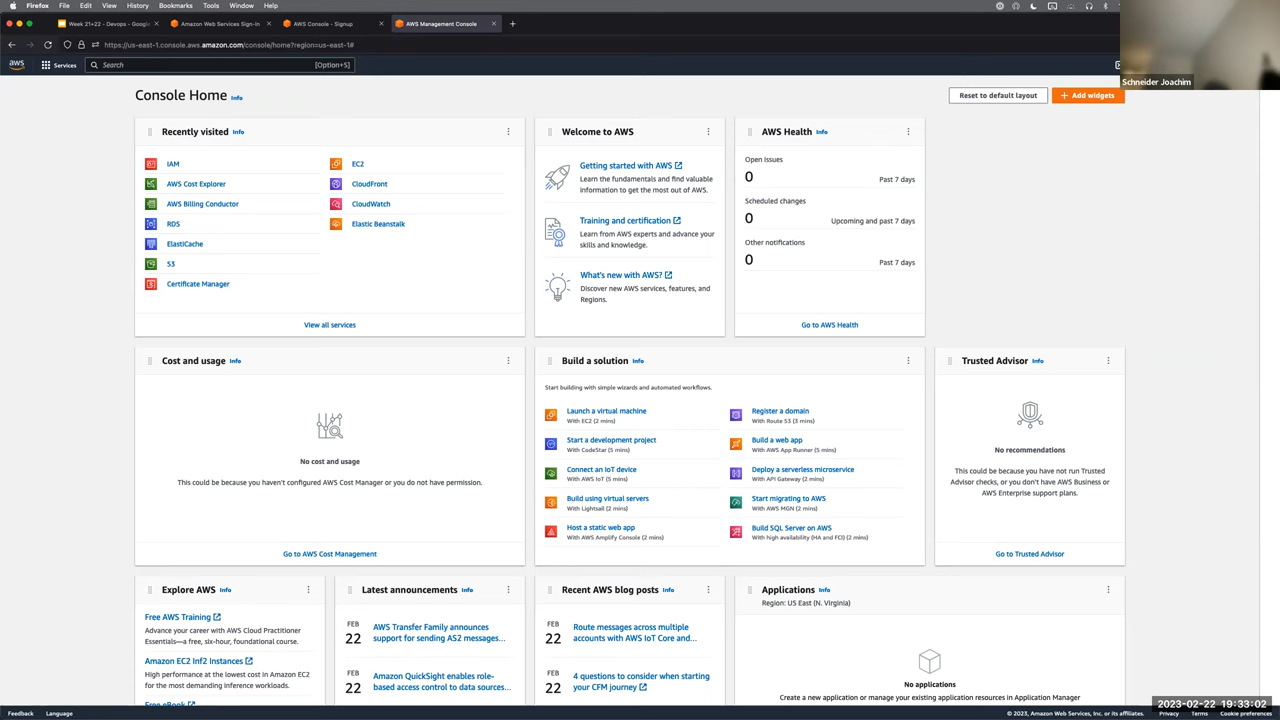 Firefox File Edit View History Bookmarks Tools Window Help
Week 21+22 - Devops - Google
Amazon Web Services Sign-In
AWS Console - Signup
AWS Management Console
https://us-east-1.console.aws.amazon.com/console/home?region=us-east-1#
aws
Services
Search
[Option+S]
Schneider Joachim
Console Home Info
Reset to default layout
Add widgets
Recently visited Info
IAM
AWS Cost Explorer
AWS Billing Conductor
RDS
ElastiCache
S3
Certificate Manager
EC2
CloudFront
CloudWatch
Elastic Beanstalk
View all services
Welcome to AWS
Getting started with AWS
Learn the fundamentals and find valuable
information to get the most out of AWS.
Training and certification
Learn from AWS experts and advance your
skills and knowledge.
What's new with AWS?
Discover new AWS services, features, and
Regions.
AWS Health Info
Open issues
0
Past 7 days
Scheduled changes
0
Upcoming and past 7 days
Other notifications
0
Past 7 days
Go to AWS Health
Cost and usage Info
No cost and usage
This could be because you haven't configured AWS Cost Manager or you do not have permission.
Go to AWS Cost Management
Build a solution Info
Start building with simple wizards and automated workflows.
Launch a virtual machine
With EC2 (2 mins)
Start a development project
With CodeStar (5 mins)
Connect an IoT device
With AWS IoT (5 mins)
Build using virtual servers
With Lightsail (2 mins)
Host a static web app
With AWS Amplify Console (2 mins)
Register a domain
With Route 53 (3 mins)
Build a web app
With AWS App Runner (5 mins)
Deploy a serverless microservice
With API Gateway (2 mins)
Start migrating to AWS
With AWS MGN (2 mins)
Build SQL Server on AWS
With high availability (HA and FCI) (2 mins)
Trusted Advisor Info
No recommendations
This could be because you have not run Trusted
Advisor checks, or you don't have AWS Business or
AWS Enterprise support plans.
Go to Trusted Advisor
Explore AWS Info
Free AWS Training
Advance your career with AWS Cloud Practitioner
Essentials—a free, six-hour, foundational course.
Amazon EC2 Inf2 Instances
High performance at the lowest cost in Amazon EC2
for the most demanding inference workloads.
Free eBook
Latest announcements Info
FEB
22
AWS Transfer Family announces
support for sending AS2 messages...
FEB
22
Amazon QuickSight enables role-
based access control to data sources...
Recent AWS blog posts Info
FEB
22
Route messages across multiple
accounts with AWS IoT Core and...
FEB
22
4 questions to consider when starting
your CFM journey
Applications Info
Region: US East (N. Virginia)
No applications
Create a new application or manage your existing application resources in Application Manager
2023-02-22 19:33:02
Feedback Language
© 2023, Amazon Web Services, Inc. or its affiliates. Privacy Terms Cookie preferences